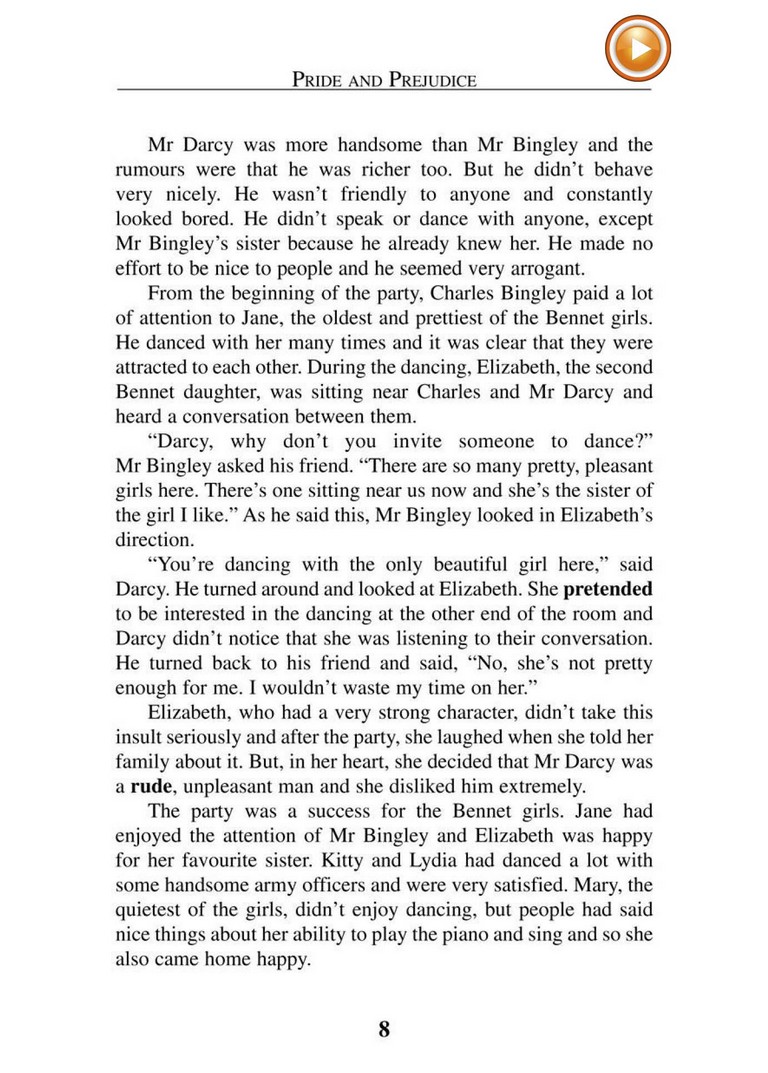 PRIDE AND PREJUDICE
Mr Darcy was more handsome than Mr Bingley and the
rumours were that he was richer too. But he didn't behave
very nicely. He wasn't friendly to anyone and constantly
looked bored. He didn't speak or dance with anyone, except
Mr Bingley's sister because he already knew her. He made no
effort to be nice to people and he seemed very arrogant.
From the beginning of the party, Charles Bingley paid a lot
of attention to Jane, the oldest and prettiest of the Bennet girls.
He danced with her many times and it was clear that they were
attracted to each other. During the dancing, Elizabeth, the second
Bennet daughter, was sitting near Charles and Mr Darcy and
heard a conversation between them.
“Darcy, why don't you invite someone to dance?”
Mr Bingley asked his friend. “There are so many pretty, pleasant
girls here. There's one sitting near us now and she's the sister of
the girl I like.” As he said this, Mr Bingley looked in Elizabeth's
direction.
“You're dancing with the only beautiful girl here,” said
Darcy. He turned around and looked at Elizabeth. She pretended
to be interested in the dancing at the other end of the room and
Darcy didn't notice that she was listening to their conversation.
He turned back to his friend and said, “No, she's not pretty
enough for me. I wouldn't waste my time on her.”
Elizabeth, who had a very strong character, didn't take this
insult seriously and after the party, she laughed when she told her
family about it. But, in her heart, she decided that Mr Darcy was
a rude, unpleasant man and she disliked him extremely.
The party was a success for the Bennet girls. Jane had
enjoyed the attention of Mr Bingley and Elizabeth was happy
for her favourite sister. Kitty and Lydia had danced a lot with
some handsome army officers and were very satisfied. Mary, the
quietest of the girls, didn't enjoy dancing, but people had said
nice things about her ability to play the piano and sing and so she
also came home happy.
8